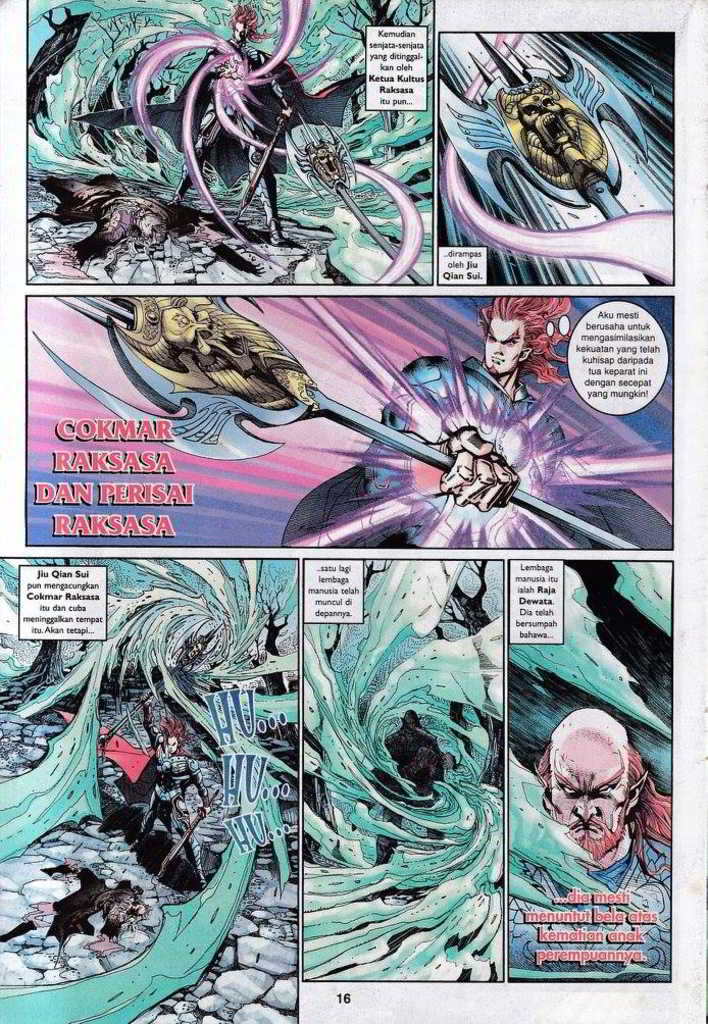 Kemudian
senjata-senjata
yang ditinggal-
kan oleh
Ketua Kultus
Raksasa
itu pun...
..dirampas
oleh Jiu
Qian Sui.
Aku mesti
berusaha untuk
mengasimilasikan
kekuatan yang telah
kuhisap daripada
tua keparat ini
dengan secepat
yang mungkin!
COKMAR
RAKSASA
DAN PERISAI
RAKSASA
Jiu Qian Sui
pun mengacungkan
Cokmar Raksasa
itu dan cuba
meninggalkan tempat
itu. Akan tetapi...
HU...
HU...
HU...
..satu lagi
lembaga
manusia telah
muncul di
depannya.
Lembaga
manusia itu
ialah Raja
Dewata.
Dia telah
bersumpah
bahawa...
...dia mesti
menuntut bela atas
kematian anak
perempuannya.
16